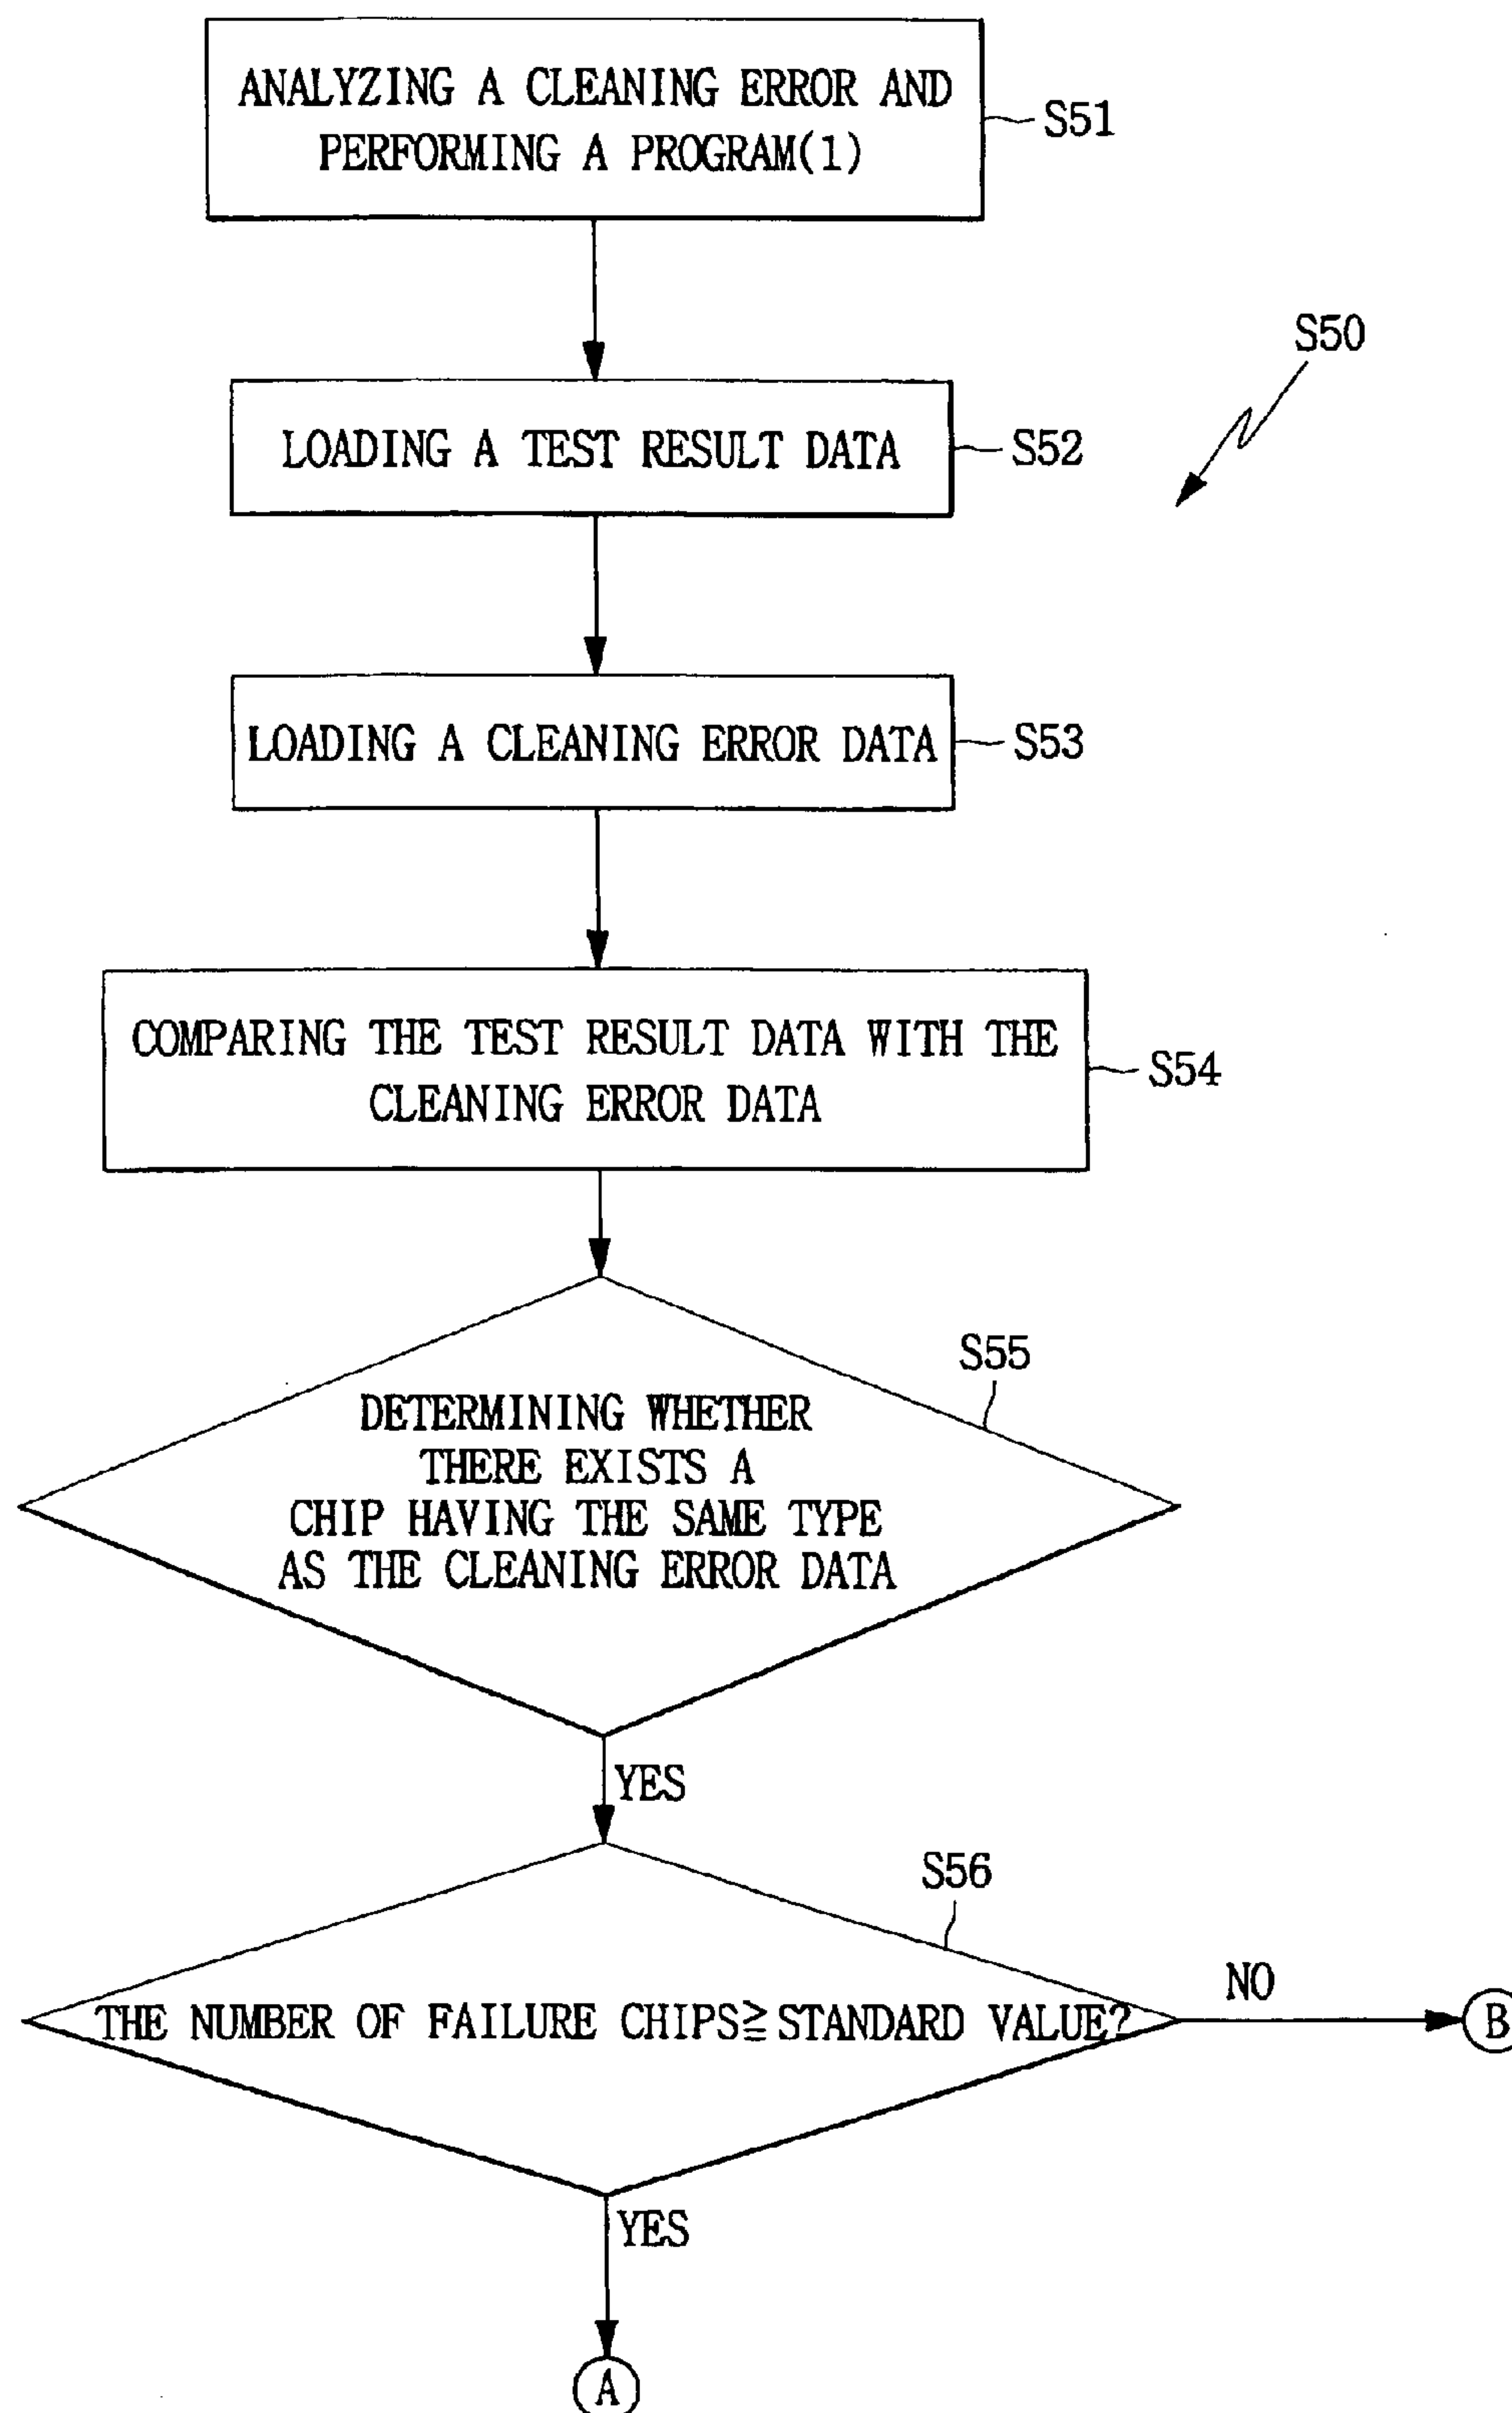 ANALYZING A CLEANING ERROR AND
PERFORMING A PROGRAM(1)
S51
S50
LOADING A TEST RESULT DATA
S52
LOADING A CLEANING ERROR DATA
S53
COMPARING THE TEST RESULT DATA WITH THE
CLEANING ERROR DATA
S54
S55
DETERMINING WHETHER
THERE EXISTS A
CHIP HAVING THE SAME TYPE
AS THE CLEANING ERROR DATA
YES
S56
THE NUMBER OF FAILURE CHIPS≧STANDARD VALUE?
NO
B
YES
A